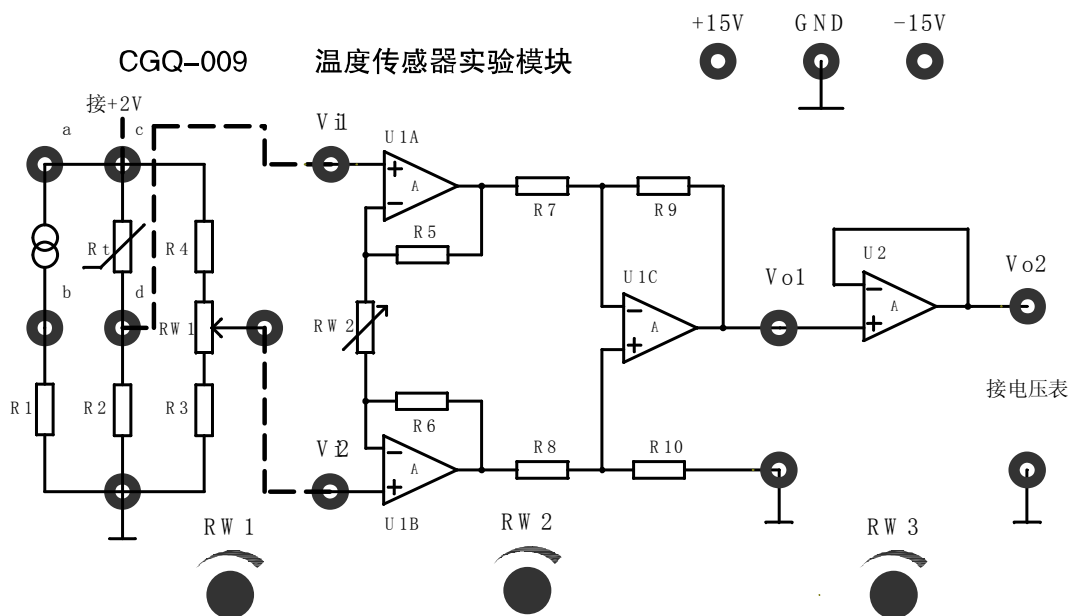 +15V GND -15V
CGQ-009 温度传感器实验模块
接+2V
a c
Vi1
U1A
A
R7 R9
R5
Rt R4
b d
RW1
RW2
U1C
A
Vo1
U2
A
Vo2
R1 R2 R3
R6
接电压表
Vi2
A
U1B
R8 R10
RW1 RW2 RW3